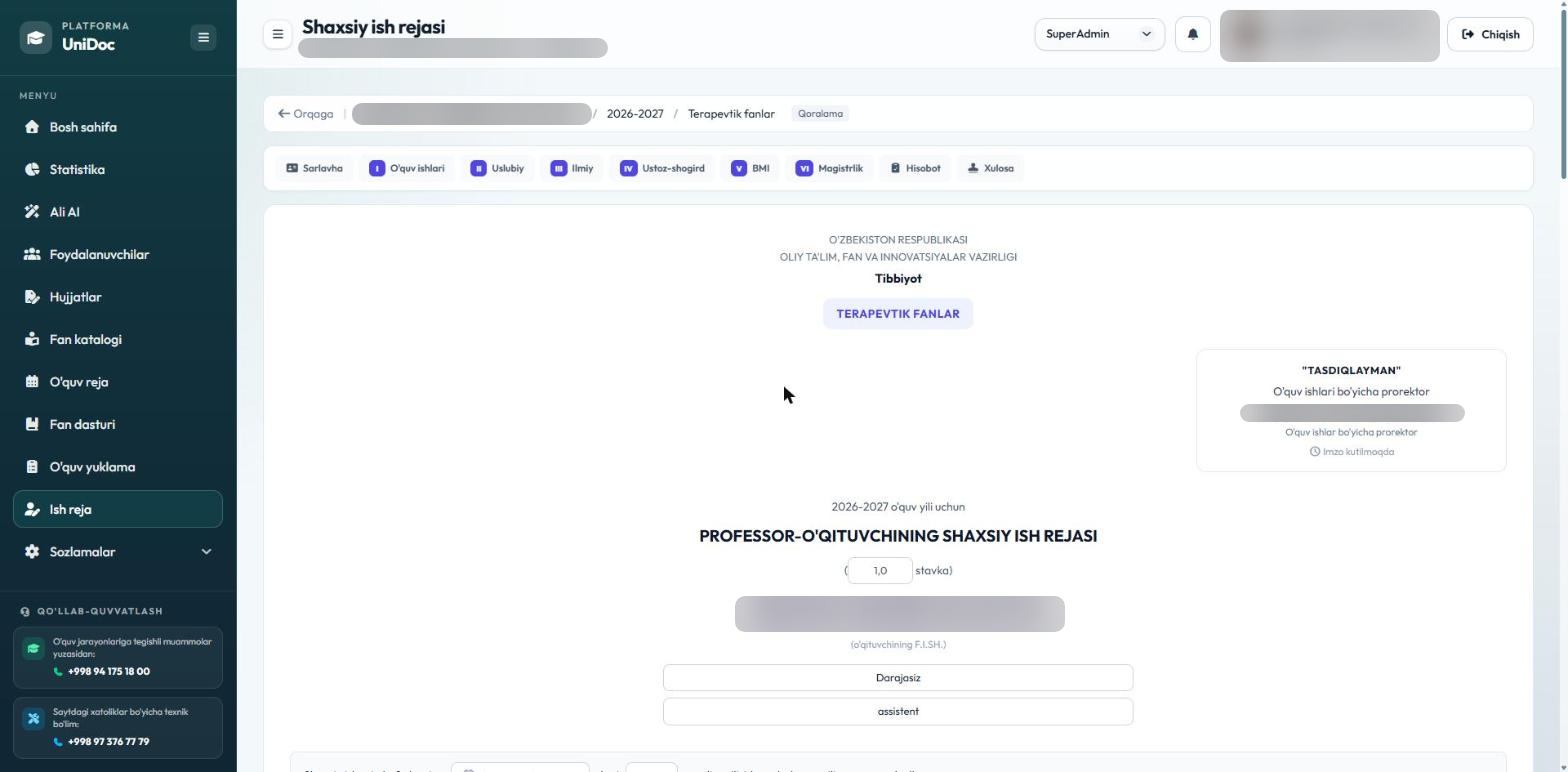 PLATFORMA
UniDoc
MENYU
Bosh sahifa
Statistika
Ali AI
Foydalanuvchilar
Hujjatlar
Fan katalogi
O'quv reja
Fan dasturi
O'quv yuklama
Ish reja
Sozlamalar
QO'LLAB-QUVVATLASH
O'quv jarayonlariga tegishli muammolar
yuzasidan:
+998 94 175 18 00
Saytdagi xatoliklar bo'yicha texnik
bo'lim:
+998 97 376 77 79
Shaxsiy ish rejasi
SuperAdmin
Chiqish
Orqaga | / 2026-2027 / Terapevtik fanlar Qoralama
Sarlavha I O'quv ishlari II Uslubiy III Ilmiy IV Ustoz-shogird V BMI VI Magistrlik Hisobot Xulosa
O'ZBEKISTON RESPUBLIKASI
OLIY TA'LIM, FAN VA INNOVATSIYALAR VAZIRLIGI
Tibbiyot
TERAPEVTIK FANLAR
"TASDIQLAYMAN"
O'quv ishlari bo'yicha prorektor
O'quv ishlar bo'yicha prorektor
Imzo kutilmoqda
2026-2027 o'quv yili uchun
PROFESSOR-O'QITUVCHINING SHAXSIY ISH REJASI
( 1,0 stavka)
(o'qituvchining F.I.SH.)
Darajasiz
assistent